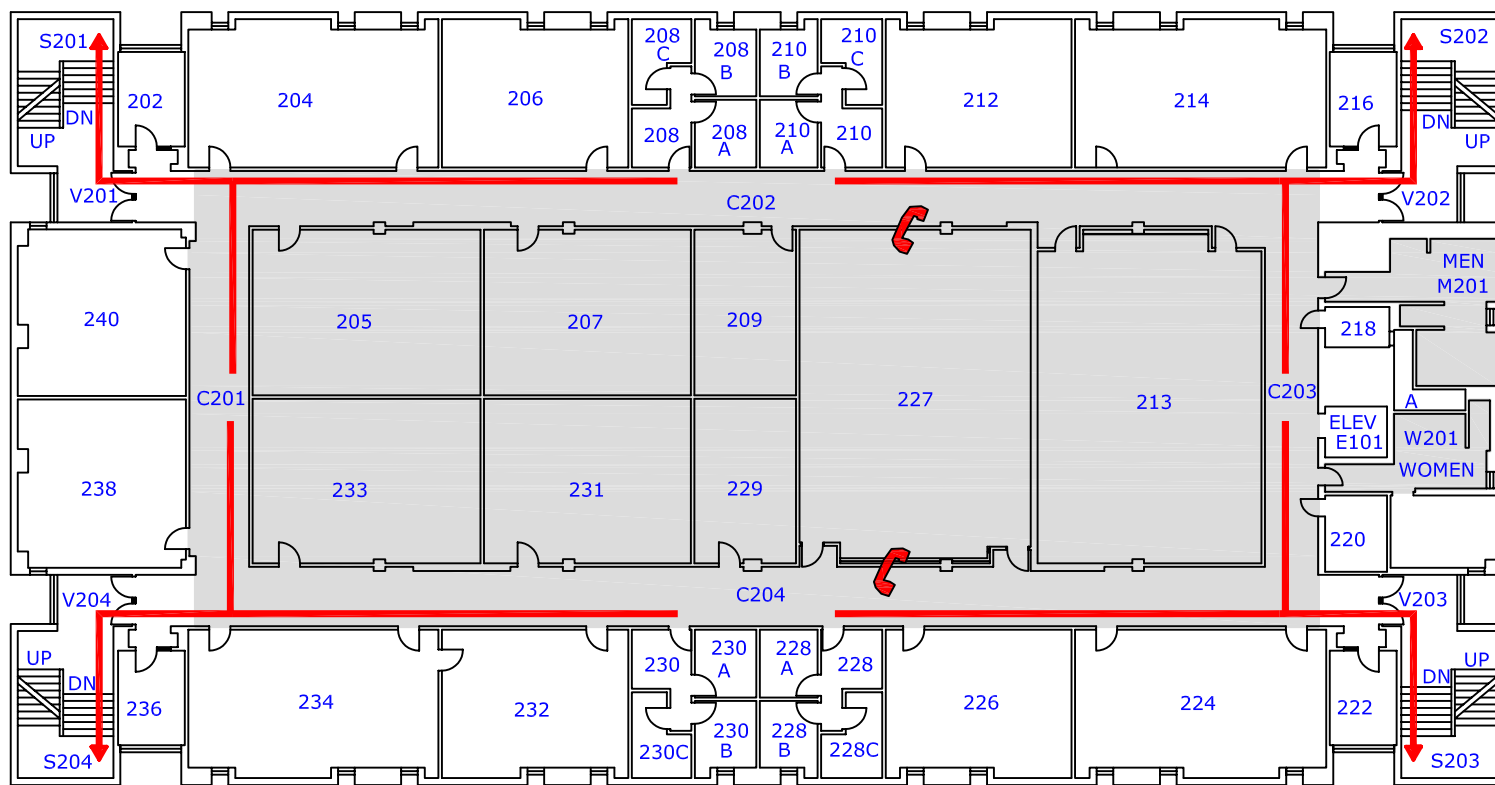 S201
208
C
208
B
210
B
210
C
S202
202
204
206
212
214
216
DN
UP
208
208
A
210
A
210
DN
UP
V201
C202
V202
MEN
M201
240
205
207
209
218
C201
227
213
C203
A
ELEV
E101
W201
WOMEN
238
233
231
229
220
V204
C204
V203
UP
DN
230
230
A
228
A
228
UP
DN
236
234
232
226
224
222
230C
230
B
228
B
228C
S204
S203